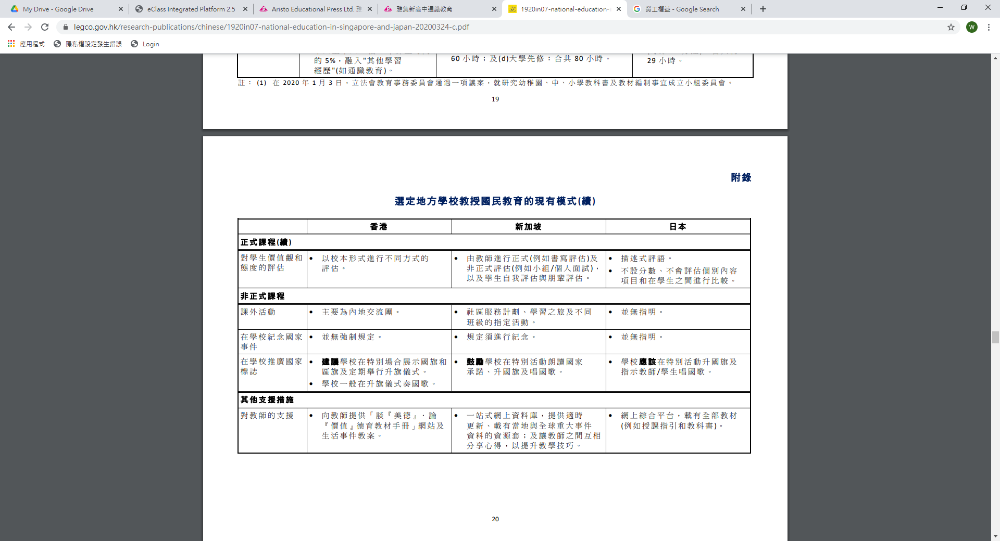 My Drive - Google Drive
eClass Integrated Platform 2.5
Aristo Educational Press Ltd. 雅
雅集新高中通識教育
1920in07-national-education-i
勞工權益 - Google Search
legco.gov.hk/research-publications/chinese/1920in07-national-education-in-singapore-and-japan-20200324-c.pdf
W
應用程式
隱私權設定發生錯誤
Login
的 5%，融入"其他學習
經歷"(如通識教育)。
60 小時；及(d)大學先修：合共 80 小時。
29 小時。
註： (1) 在 2020 年 1 月 3 日，立法會教育事務委員會通過一項議案，就研究幼稚園、中、小學教科書及教材編制事宜成立小組委員會。
19
附錄
選定地方學校教授國民教育的現有模式(續)
香港
新加坡
日本
正式課程(續)
對學生價值觀和
態度的評估
• 以校本形式進行不同方式的
評估。
• 由教師進行正式(例如書寫評估)及
非正式評估(例如小組/個人面試)，
以及學生自我評估與朋輩評估。
• 描述式評語。
• 不設分數、不會評估個別內容
項目和在學生之間進行比較。
非正式課程
課外活動
• 主要為內地交流團。
• 社區服務計劃、學習之旅及不同
班級的指定活動。
• 並無指明。
在學校紀念國家
事件
• 並無強制規定。
• 規定須進行紀念。
• 並無指明。
在學校推廣國家
標誌
• 建議學校在特別場合展示國旗和
區旗及定期舉行升旗儀式。
• 學校一般在升旗儀式奏國歌。
• 鼓勵學校在特別活動朗讀國家
承諾、升國旗及唱國歌。
• 學校應該在特別活動升國旗及
指示教師/學生唱國歌。
其他支援措施
對教師的支援
• 向教師提供「談『美德』．論
『價值』德育教材手冊」網站及
生活事件教案。
• 一站式網上資料庫，提供適時
更新、載有當地與全球重大事件
資料的資源套；及讓教師之間互相
分享心得，以提升教學技巧。
• 網上綜合平台，載有全部教材
(例如授課指引和教科書)。
20